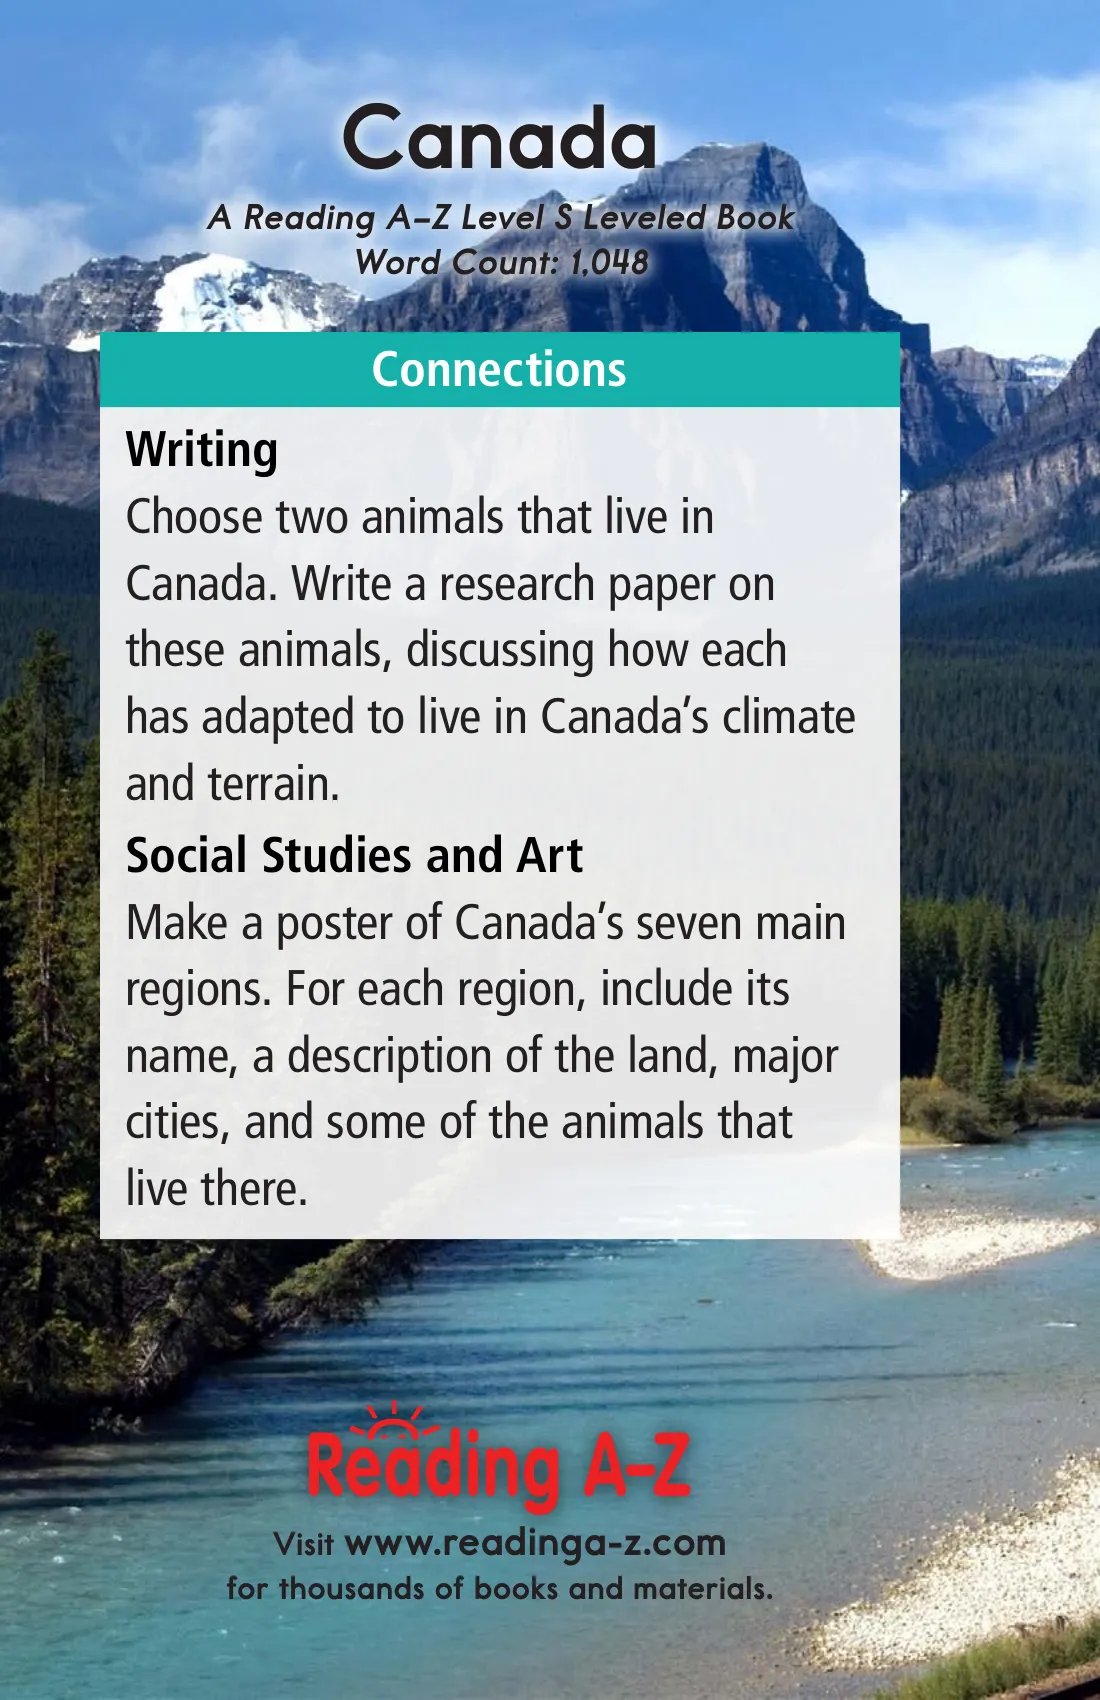 Canada
A Reading A–Z Level S Leveled Book
Word Count: 1,048
Connections
Writing
Choose two animals that live in
Canada. Write a research paper on
these animals, discussing how each
has adapted to live in Canada’s climate
and terrain.
Social Studies and Art
Make a poster of Canada’s seven main
regions. For each region, include its
name, a description of the land, major
cities, and some of the animals that
live there.
Reading A–Z
Visit www.readinga-z.com
for thousands of books and materials.